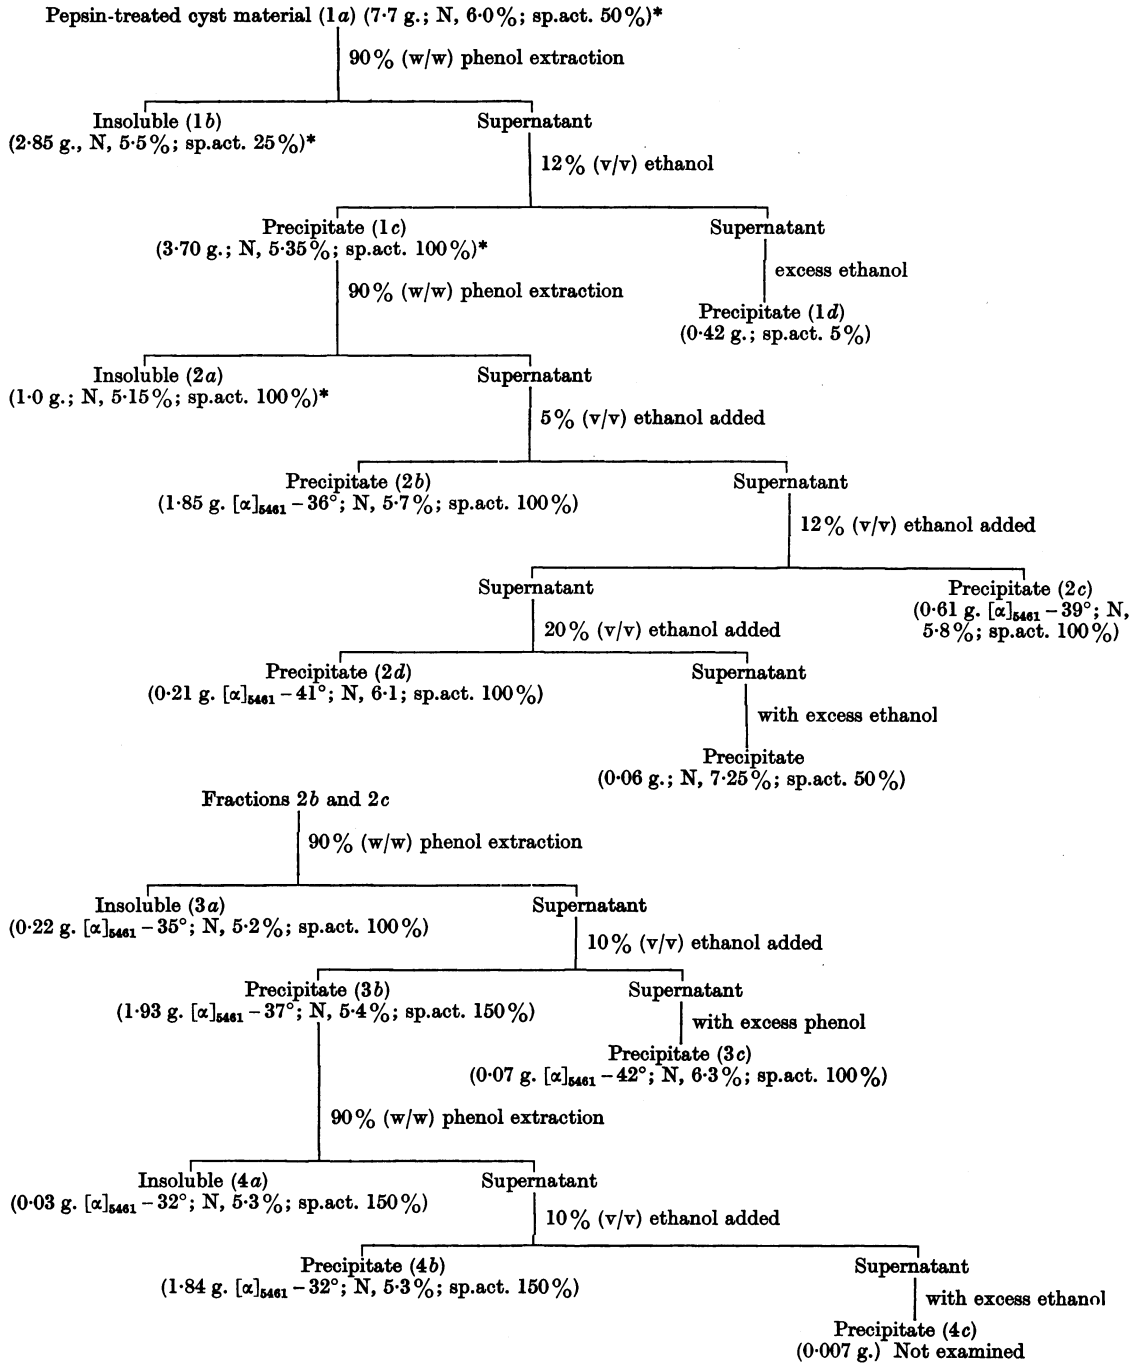 Pepsin-treated cyst material (1a) (7·7 g.; N, 6·0%; sp.act. 50%)*
90% (w/w) phenol extraction
Insoluble (1b)
(2·85 g., N, 5·5%; sp.act. 25%)*
Supernatant
12% (v/v) ethanol
Precipitate (1c)
(3·70 g.; N, 5·35%; sp.act. 100%)*
Supernatant
excess ethanol
90% (w/w) phenol extraction
Precipitate (1d)
(0·42 g.; sp.act. 5%)
Insoluble (2a)
(1·0 g.; N, 5·15%; sp.act. 100%)*
Supernatant
5% (v/v) ethanol added
Precipitate (2b)
(1·85 g. [α]5461 −36°; N, 5·7%; sp.act. 100%)
Supernatant
12% (v/v) ethanol added
Supernatant
Precipitate (2c)
(0·61 g. [α]5461 −39°; N,
5·8%; sp.act. 100%)
20% (v/v) ethanol added
Precipitate (2d)
(0·21 g. [α]5461 −41°; N, 6·1; sp.act. 100%)
Supernatant
with excess ethanol
Precipitate
(0·06 g.; N, 7·25%; sp.act. 50%)
Fractions 2b and 2c
90% (w/w) phenol extraction
Insoluble (3a)
(0·22 g. [α]5461 −35°; N, 5·2%; sp.act. 100%)
Supernatant
10% (v/v) ethanol added
Precipitate (3b)
(1·93 g. [α]5461 −37°; N, 5·4%; sp.act. 150%)
Supernatant
with excess phenol
Precipitate (3c)
(0·07 g. [α]5461 −42°; N, 6·3%; sp.act. 100%)
90% (w/w) phenol extraction
Insoluble (4a)
(0·03 g. [α]5461 −32°; N, 5·3%; sp.act. 150%)
Supernatant
10% (v/v) ethanol added
Precipitate (4b)
(1·84 g. [α]5461 −32°; N, 5·3%; sp.act. 150%)
Supernatant
with excess ethanol
Precipitate (4c)
(0·007 g.) Not examined